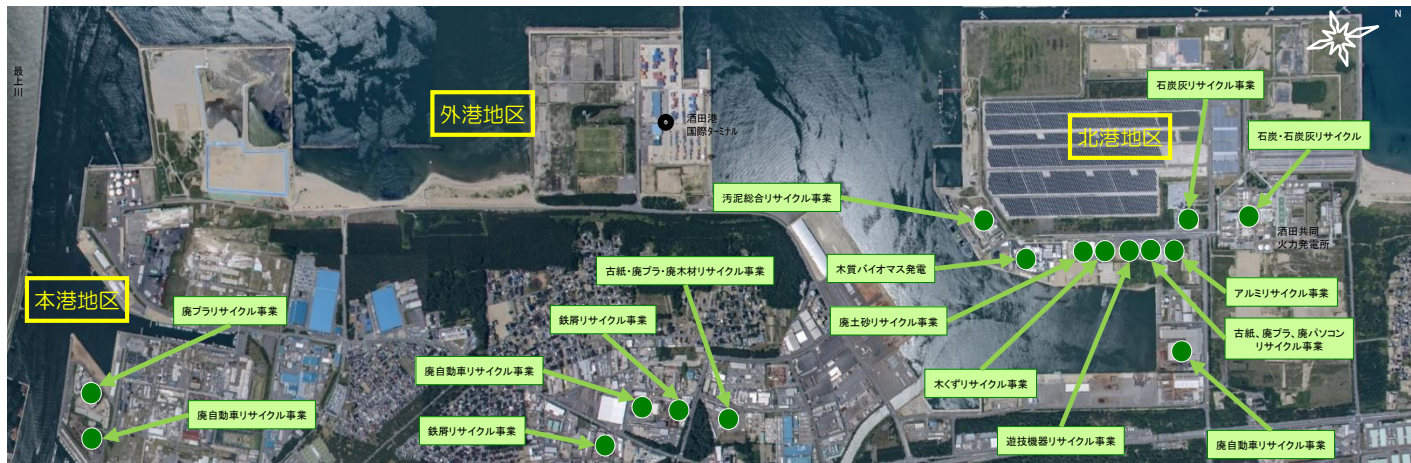 N
最上川
外港地区
酒田港
国際ターミナル
北港地区
石炭灰リサイクル事業
石炭・石炭灰リサイクル
汚泥総合リサイクル事業
酒田共同
火力発電所
木質バイオマス発電
古紙・廃プラ・廃木材リサイクル事業
本港地区
廃プラリサイクル事業
鉄屑リサイクル事業
廃土砂リサイクル事業
アルミリサイクル事業
古紙、廃プラ、廃パソコン
リサイクル事業
廃自動車リサイクル事業
木くずリサイクル事業
廃自動車リサイクル事業
鉄屑リサイクル事業
遊技機器リサイクル事業
廃自動車リサイクル事業